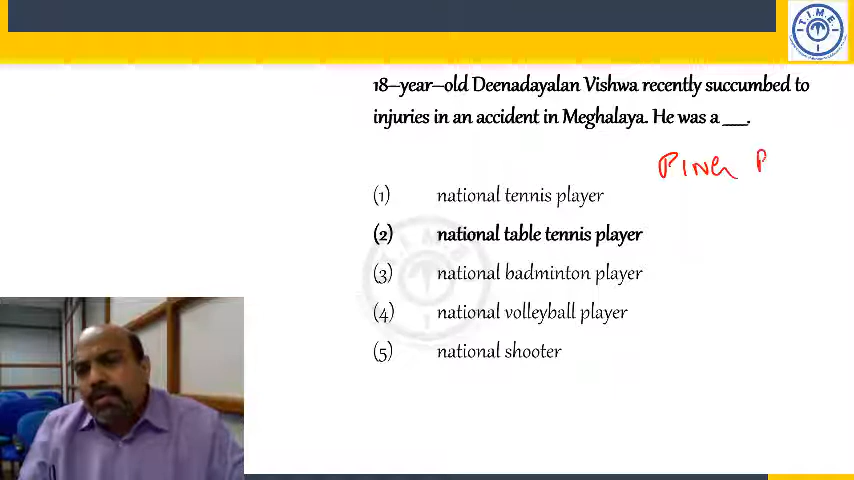 T.I.M.E.
18–year–old Deenadayalan Vishwa recently succumbed to
injuries in an accident in Meghalaya. He was a ___.
PING P
(1) national tennis player
(2) national table tennis player
(3) national badminton player
(4) national volleyball player
(5) national shooter